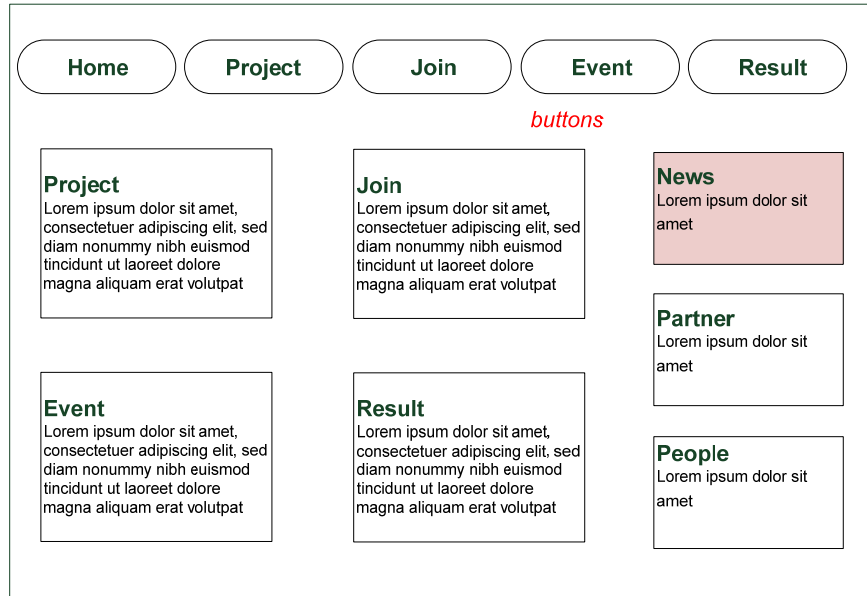 Home
Project
Join
Event
Result
buttons
Project
Lorem ipsum dolor sit amet,
consectetuer adipiscing elit, sed
diam nonummy nibh euismod
tincidunt ut laoreet dolore
magna aliquam erat volutpat
Join
Lorem ipsum dolor sit amet,
consectetuer adipiscing elit, sed
diam nonummy nibh euismod
tincidunt ut laoreet dolore
magna aliquam erat volutpat
News
Lorem ipsum dolor sit
amet
Partner
Lorem ipsum dolor sit
amet
Event
Lorem ipsum dolor sit amet,
consectetuer adipiscing elit, sed
diam nonummy nibh euismod
tincidunt ut laoreet dolore
magna aliquam erat volutpat
Result
Lorem ipsum dolor sit amet,
consectetuer adipiscing elit, sed
diam nonummy nibh euismod
tincidunt ut laoreet dolore
magna aliquam erat volutpat
People
Lorem ipsum dolor sit
amet